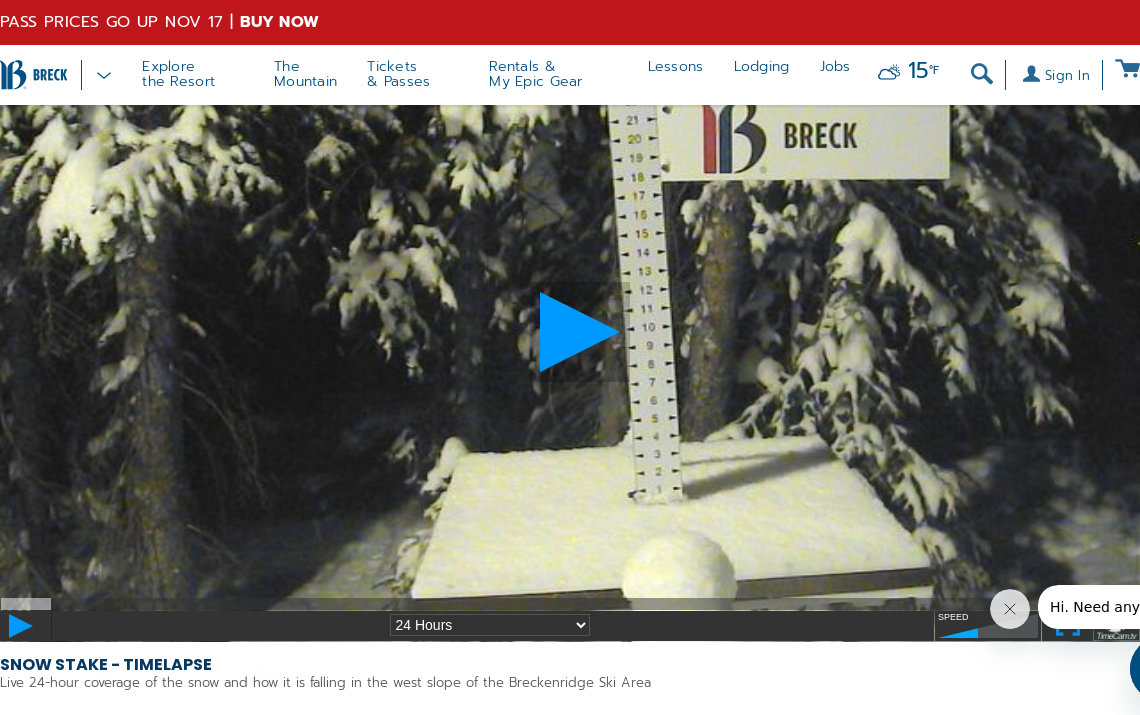 PASS PRICES GO UP NOV 17 | BUY NOW
BRECK
Explore
the Resort
The
Mountain
Tickets
& Passes
Rentals &
My Epic Gear
Lessons
Lodging
Jobs
15°F
Sign In
21
20
19
18
17
16
15
14
13
12
11
10
9
8
7
6
5
4
3
2
1
BRECK
24 Hours
SPEED
Hi. Need any
TimeCam.tv
SNOW STAKE - TIMELAPSE
Live 24-hour coverage of the snow and how it is falling in the west slope of the Breckenridge Ski Area